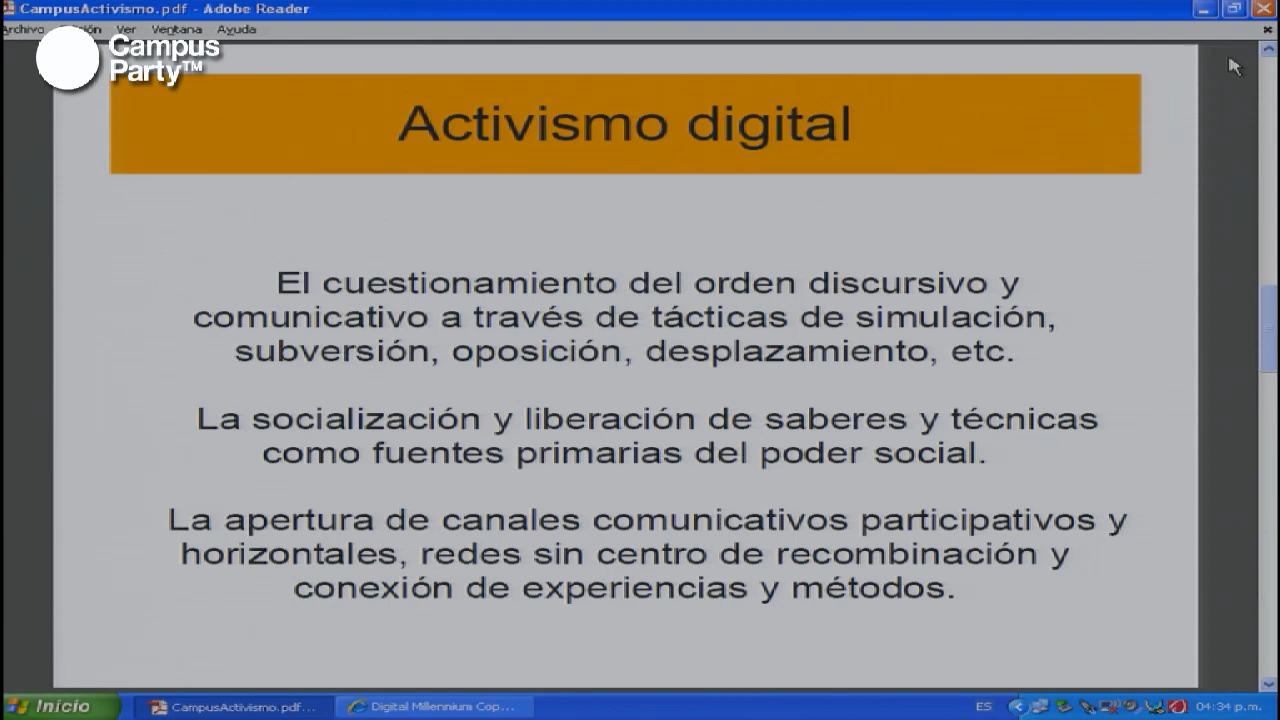 CampusActivismo.pdf - Adobe Reader
Archivo Ver Ventana Ayuda
Campus
Party™
Activismo digital
El cuestionamiento del orden discursivo y
comunicativo a través de tácticas de simulación,
subversión, oposición, desplazamiento, etc.
La socialización y liberación de saberes y técnicas
como fuentes primarias del poder social.
La apertura de canales comunicativos participativos y
horizontales, redes sin centro de recombinación y
conexión de experiencias y métodos.
Inicio CampusActivismo.pdf... Digital Millennium Cop... ES 04:34 p.m.